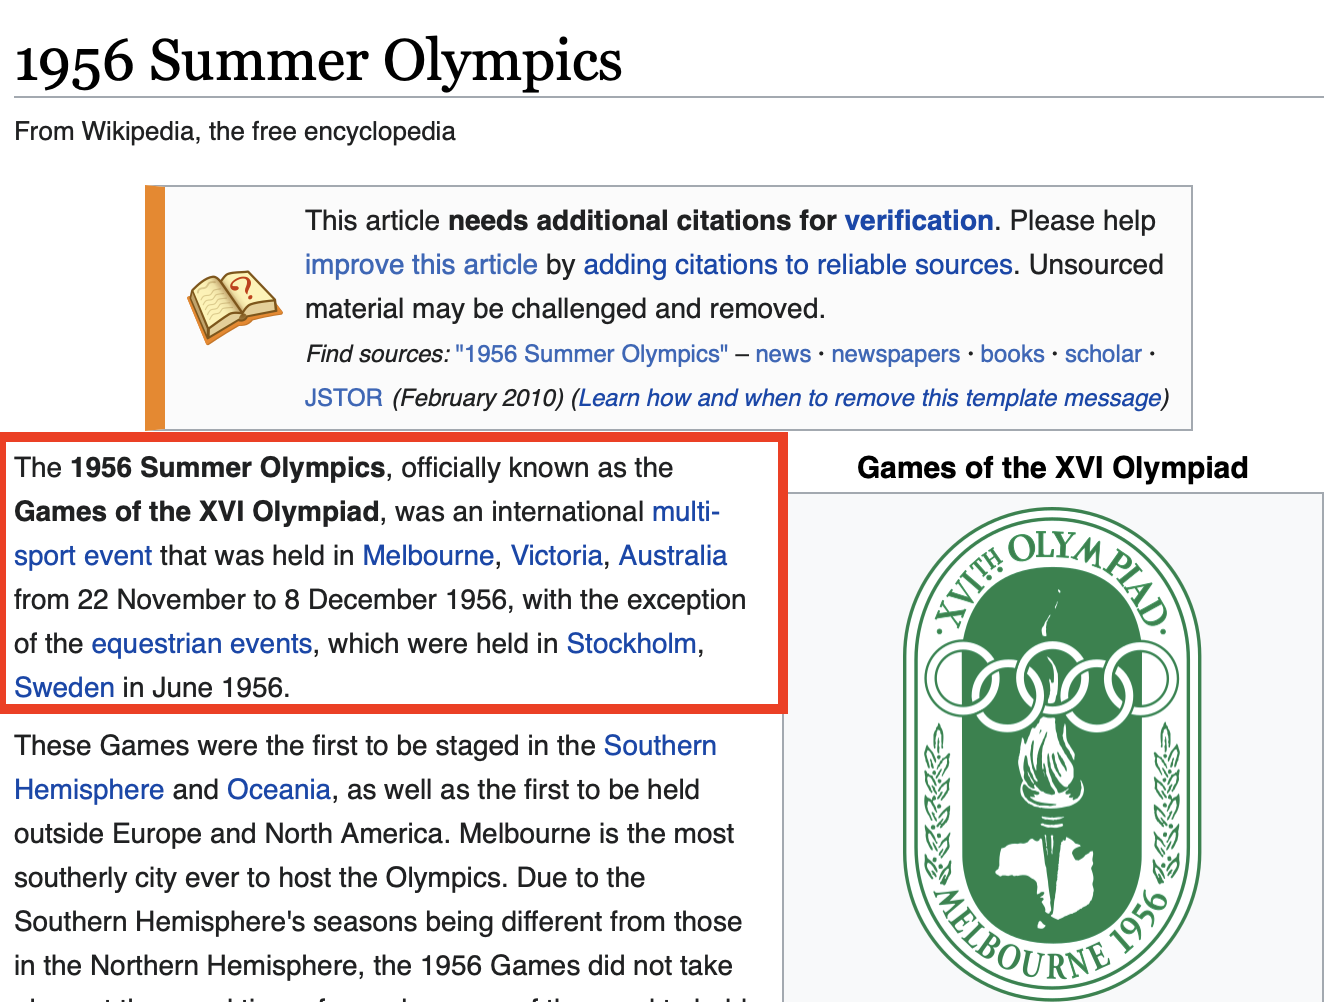 1956 Summer Olympics
From Wikipedia, the free encyclopedia
This article needs additional citations for verification. Please help
improve this article by adding citations to reliable sources. Unsourced
material may be challenged and removed.
Find sources: "1956 Summer Olympics" – news · newspapers · books · scholar ·
JSTOR (February 2010) (Learn how and when to remove this template message)
The 1956 Summer Olympics, officially known as the
Games of the XVI Olympiad, was an international multi-
sport event that was held in Melbourne, Victoria, Australia
from 22 November to 8 December 1956, with the exception
of the equestrian events, which were held in Stockholm,
Sweden in June 1956.
These Games were the first to be staged in the Southern
Hemisphere and Oceania, as well as the first to be held
outside Europe and North America. Melbourne is the most
southerly city ever to host the Olympics. Due to the
Southern Hemisphere's seasons being different from those
in the Northern Hemisphere, the 1956 Games did not take
Games of the XVI Olympiad
·XVITH OLYMPIAD·
MELBOURNE 1956